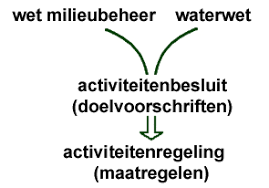 wet milieubeheer waterwet
activiteitenbesluit
(doelvoorschriften)
activiteitenregeling
(maatregelen)